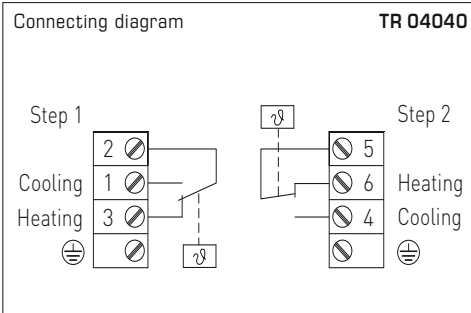 Connecting diagram TR 04040
Step 1 ϑ Step 2
2 5
Cooling 1 6 Heating
Heating 3 4 Cooling
ϑ